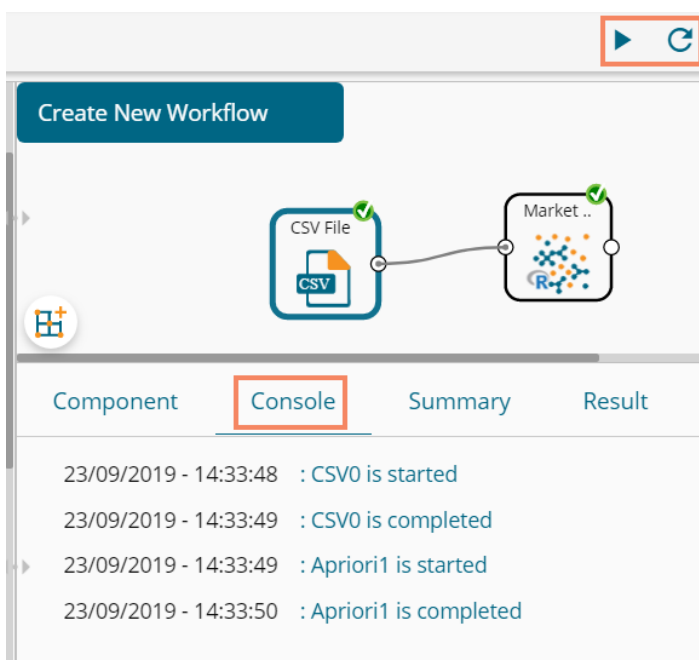 Create New Workflow
CSV File
CSV
Market ..
R
Component Console Summary Result
23/09/2019 - 14:33:48 : CSV0 is started
23/09/2019 - 14:33:49 : CSV0 is completed
23/09/2019 - 14:33:49 : Apriori1 is started
23/09/2019 - 14:33:50 : Apriori1 is completed